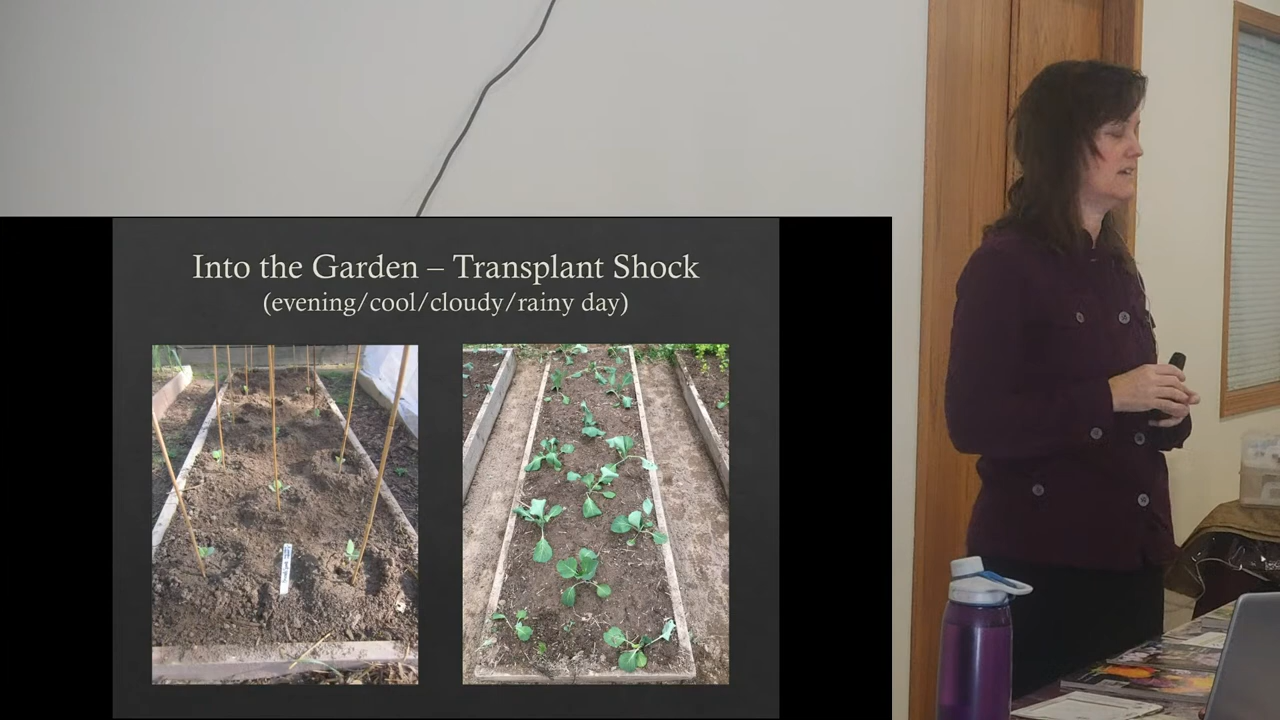 Into the Garden – Transplant Shock
(evening/cool/cloudy/rainy day)